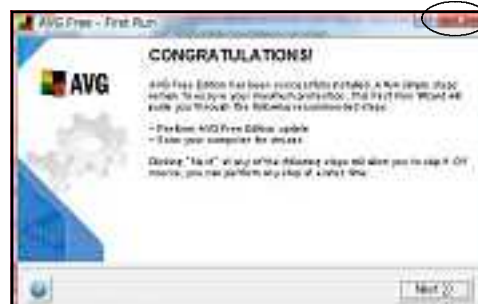 AVG Free - First Run
CONGRATULATIONS!
AVG
AVG Free Edition has been successfully installed. A few simple steps
remain to ensure your maximum protection. The First Run Wizard will
guide you through the following recommended steps:
- Perform AVG Free Edition update
- Scan your computer for viruses
Clicking "Next" at any of the following steps will allow you to skip it. Of
course, you can perform any step at a later time.
Next